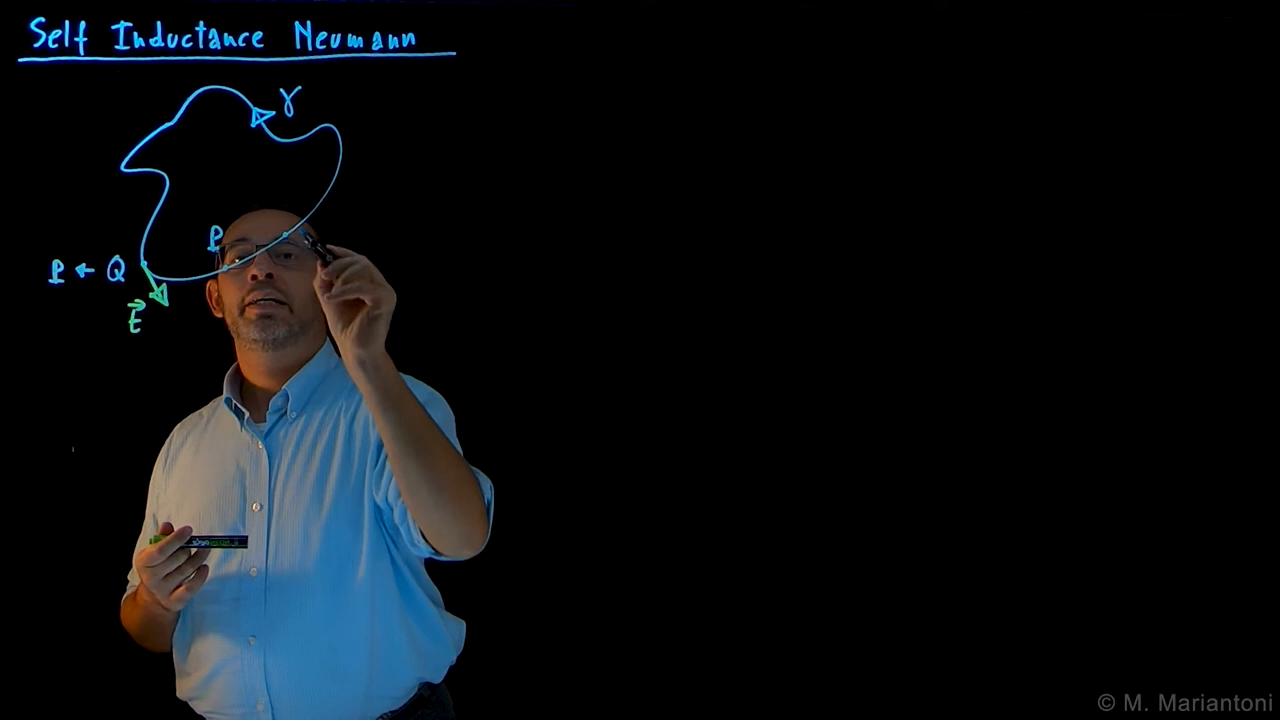 Self Inductance Neumann
γ
P
P ← Q
t⃗
© M. Mariantoni